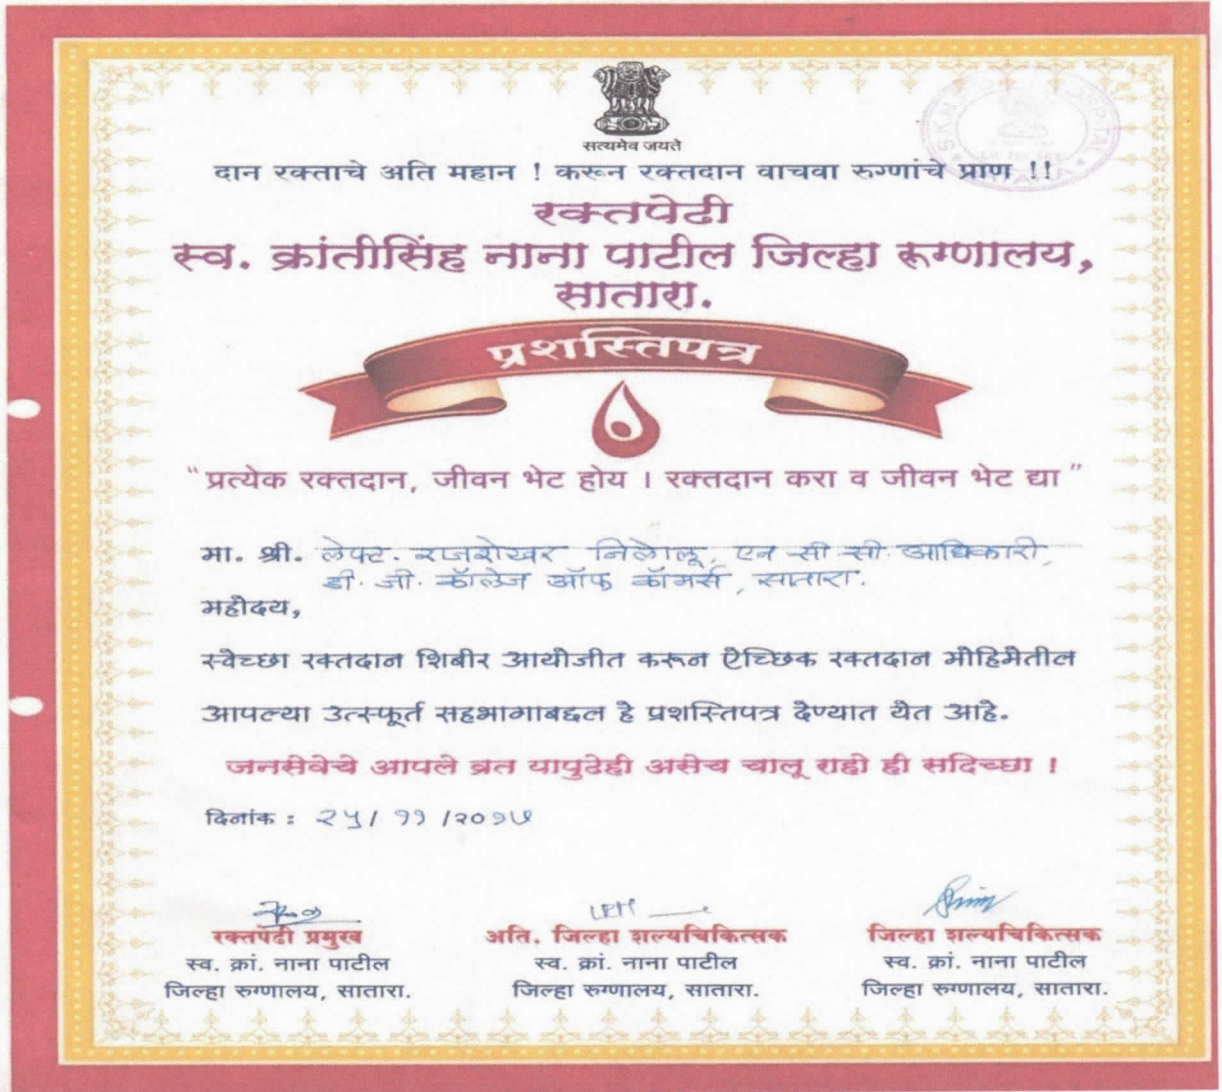 सत्यमेव जयते
दान रक्ताचे अति महान ! करून रक्तदान वाचवा रुग्णांचे प्राण !!
रक्तपेढी
स्व. क्रांतीसिंह नाना पाटील जिल्हा रूग्णालय,
सातारा.
प्रशस्तिपत्र
“प्रत्येक रक्तदान, जीवन भेट होय । रक्तदान करा व जीवन भेट द्या”
मा. श्री. लेफ्ट. राजशेखर निलोलू, एन सी सी. अधिकारी,
डी. जी. कॉलेज ऑफ कॉमर्स, सातारा.
महोदय,
स्वेच्छा रक्तदान शिबीर आयोजीत करून ऐच्छिक रक्तदान मोहिमेतील
आपल्या उत्स्फूर्त सहभागाबद्दल हे प्रशस्तिपत्र देण्यात येत आहे.
जनसेवेचे आपले व्रत यापुढेही असेच चालू राहो ही सदिच्छा !
दिनांक : २५/ ११ /२०१७
रक्तपेढी प्रमुख
स्व. क्रां. नाना पाटील
जिल्हा रुग्णालय, सातारा.
अति. जिल्हा शल्यचिकित्सक
स्व. क्रां. नाना पाटील
जिल्हा रुग्णालय, सातारा.
जिल्हा शल्यचिकित्सक
स्व. क्रां. नाना पाटील
जिल्हा रुग्णालय, सातारा.